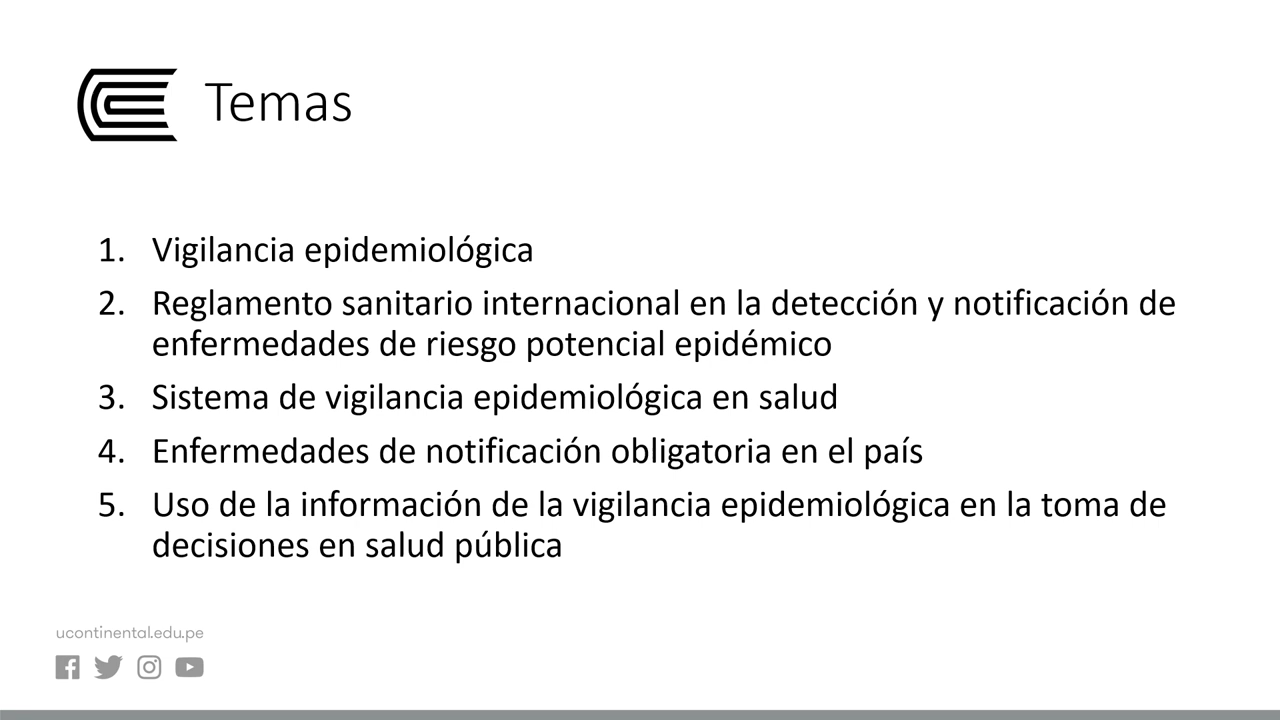 Temas
1. Vigilancia epidemiológica
2. Reglamento sanitario internacional en la detección y notificación de
enfermedades de riesgo potencial epidémico
3. Sistema de vigilancia epidemiológica en salud
4. Enfermedades de notificación obligatoria en el país
5. Uso de la información de la vigilancia epidemiológica en la toma de
decisiones en salud pública
ucontinental.edu.pe